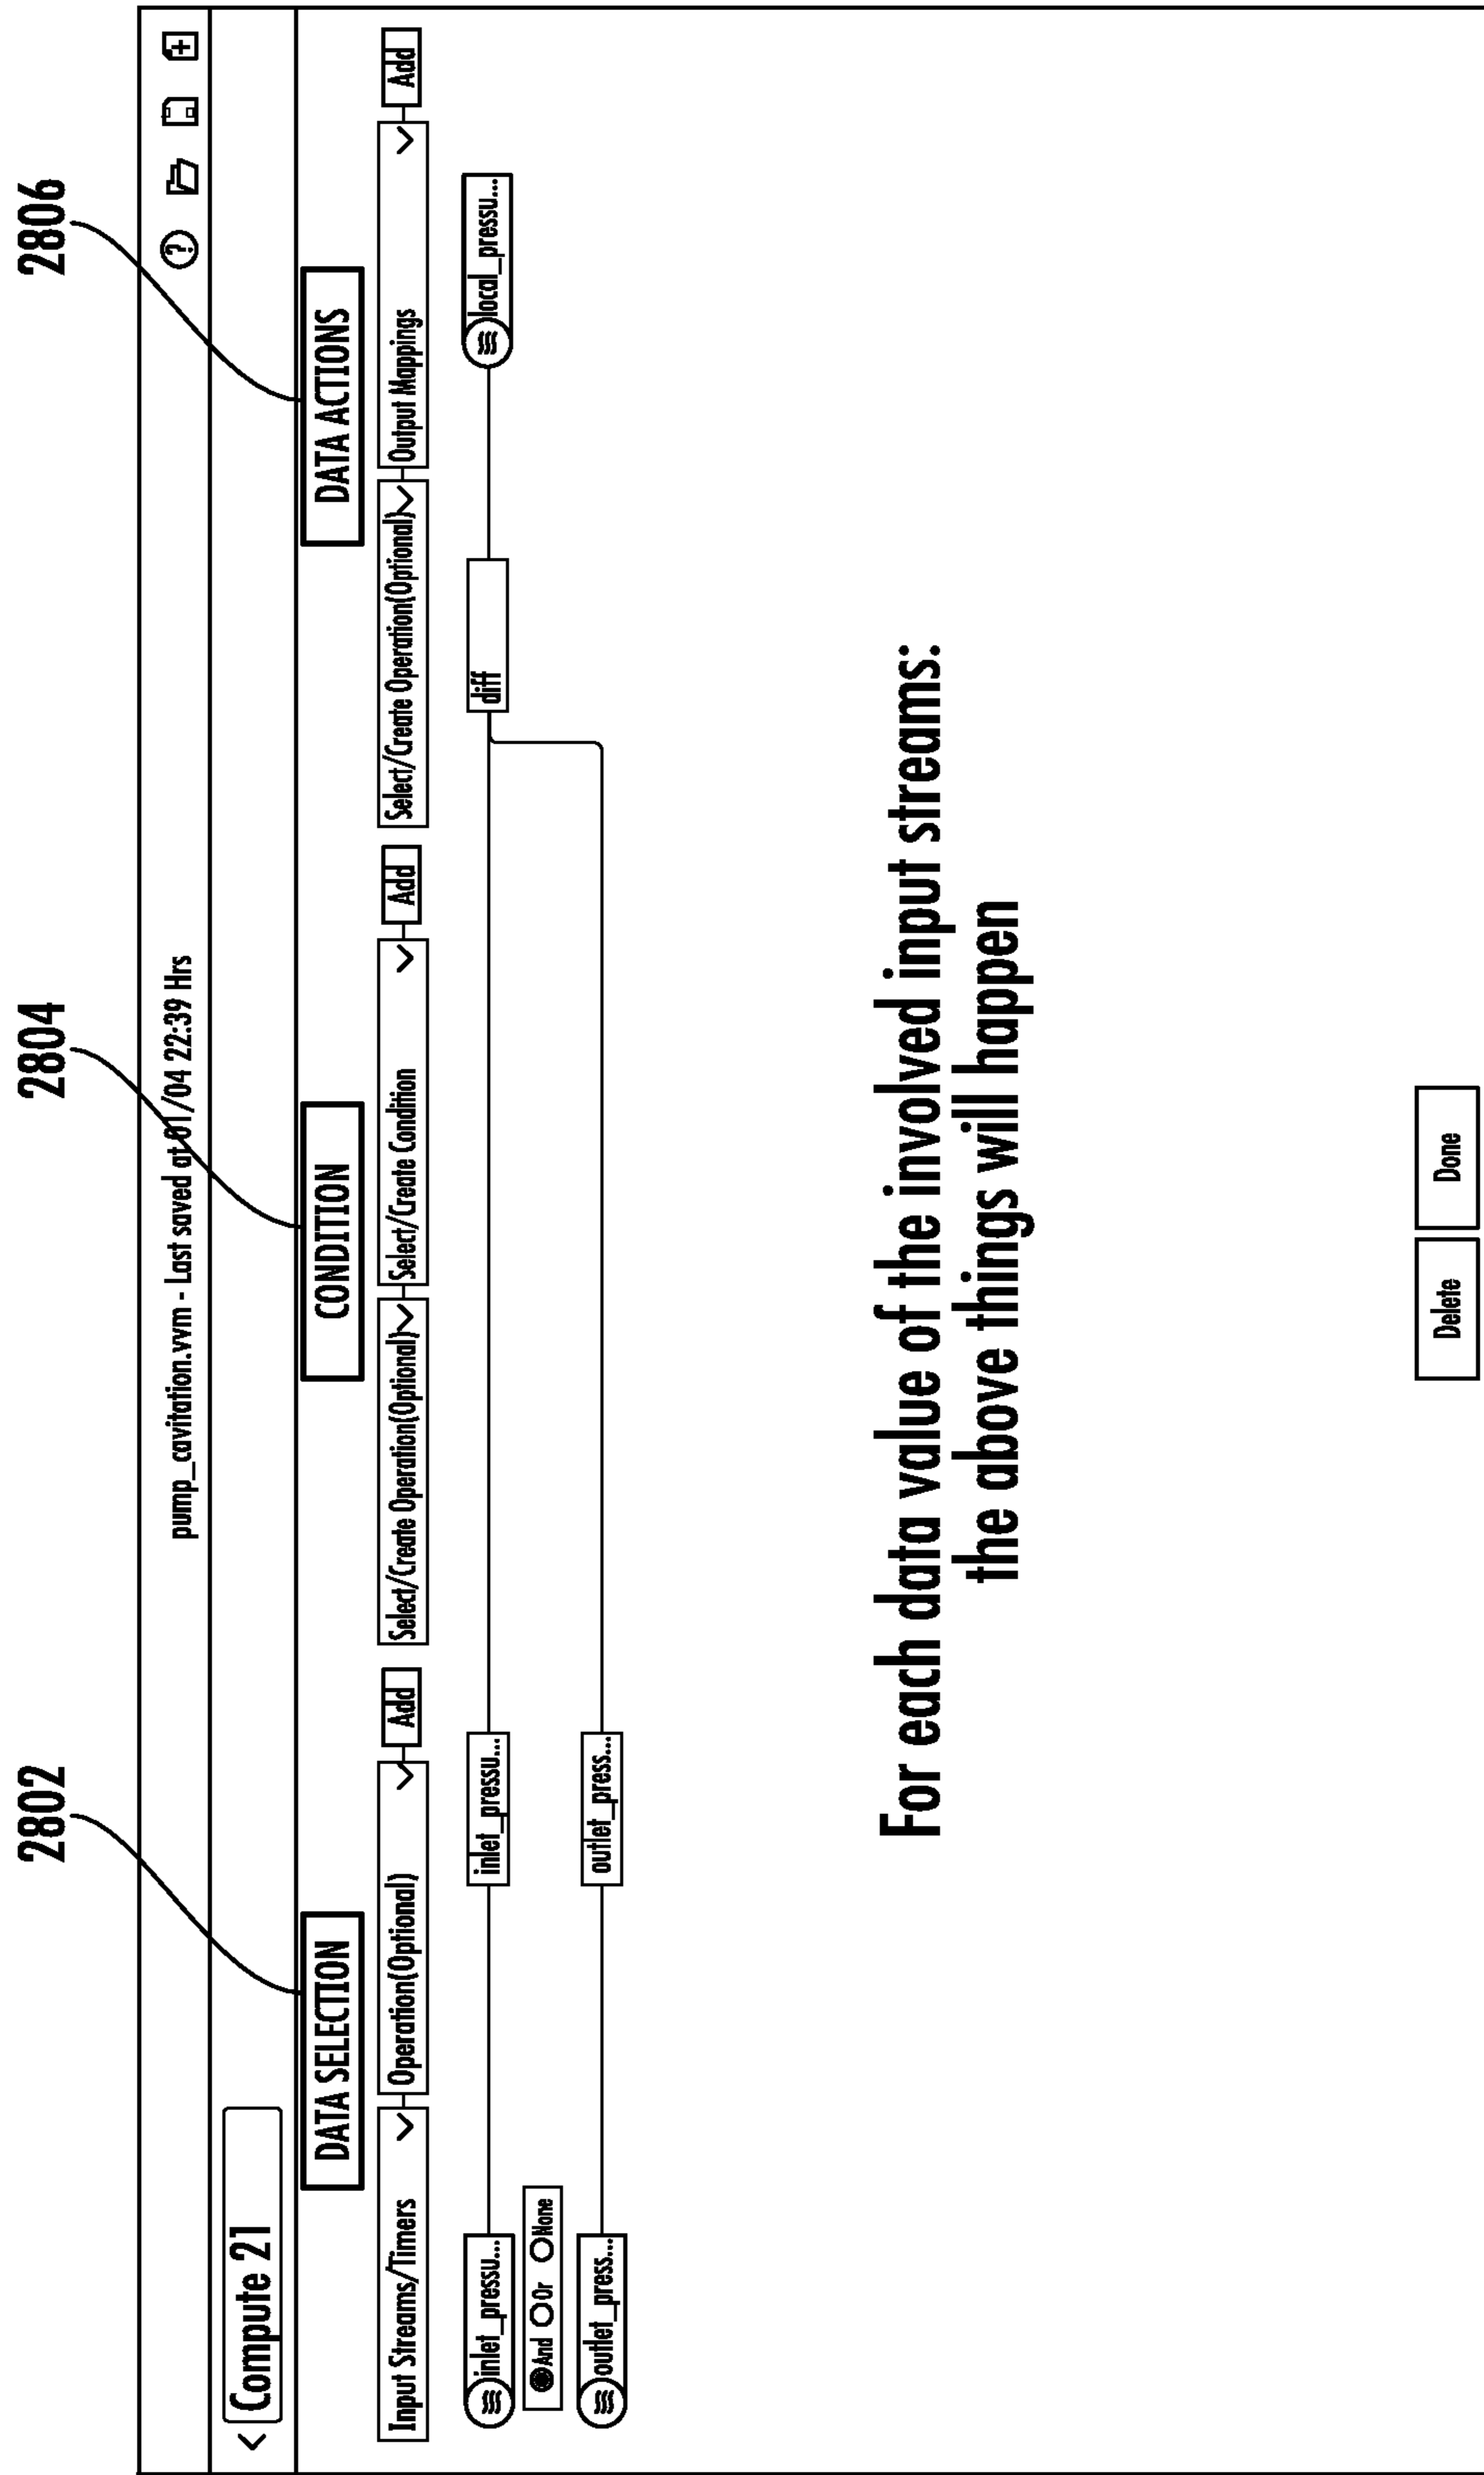 2802
2804
2806
pump_cavitation.vvm - Last saved at 01/04 22:39 Hrs
?
< Compute 21
DATA SELECTION
CONDITION
DATA ACTIONS
Input Streams/Timers
Operation(Optional)
Add
Select/Create Operation(Optional)
Select/Create Condition
Add
Select/Create Operation(Optional)
Output Mappings
Add
inlet_pressu...
inlet_pressu...
diff
local_pressu...
And Or None
outlet_press...
outlet_press...
For each data value of the involved input streams:
the above things will happen
Delete
Done